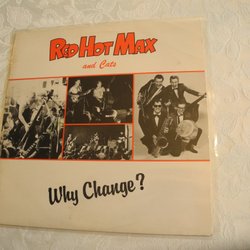 RED HOT MAX
and Cats
Why Change?